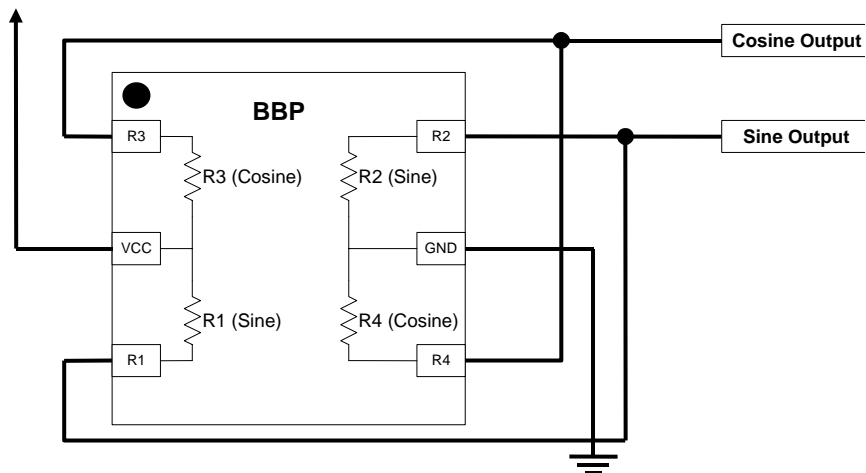 Cosine Output
BBP
R3
R2
Sine Output
R3 (Cosine)
R2 (Sine)
VCC
GND
R1 (Sine)
R4 (Cosine)
R1
R4